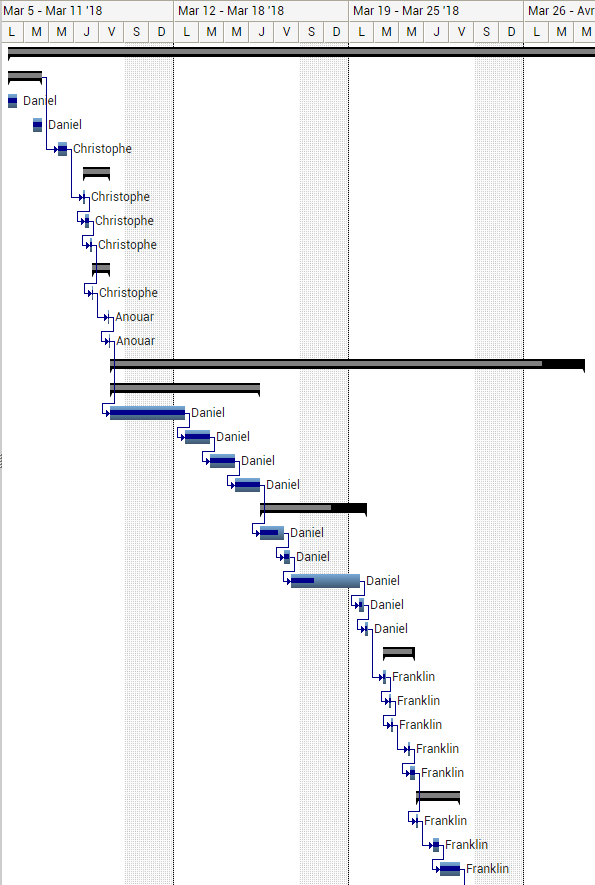 Mar 5 - Mar 11 '18 Mar 12 - Mar 18 '18 Mar 19 - Mar 25 '18 Mar 26 - Avr
L M M J V S D L M M J V S D L M M J V S D L M M
Daniel
Daniel
Christophe
Christophe
Christophe
Christophe
Christophe
Anouar
Anouar
Daniel
Daniel
Daniel
Daniel
Daniel
Daniel
Daniel
Daniel
Daniel
Franklin
Franklin
Franklin
Franklin
Franklin
Franklin
Franklin
Franklin